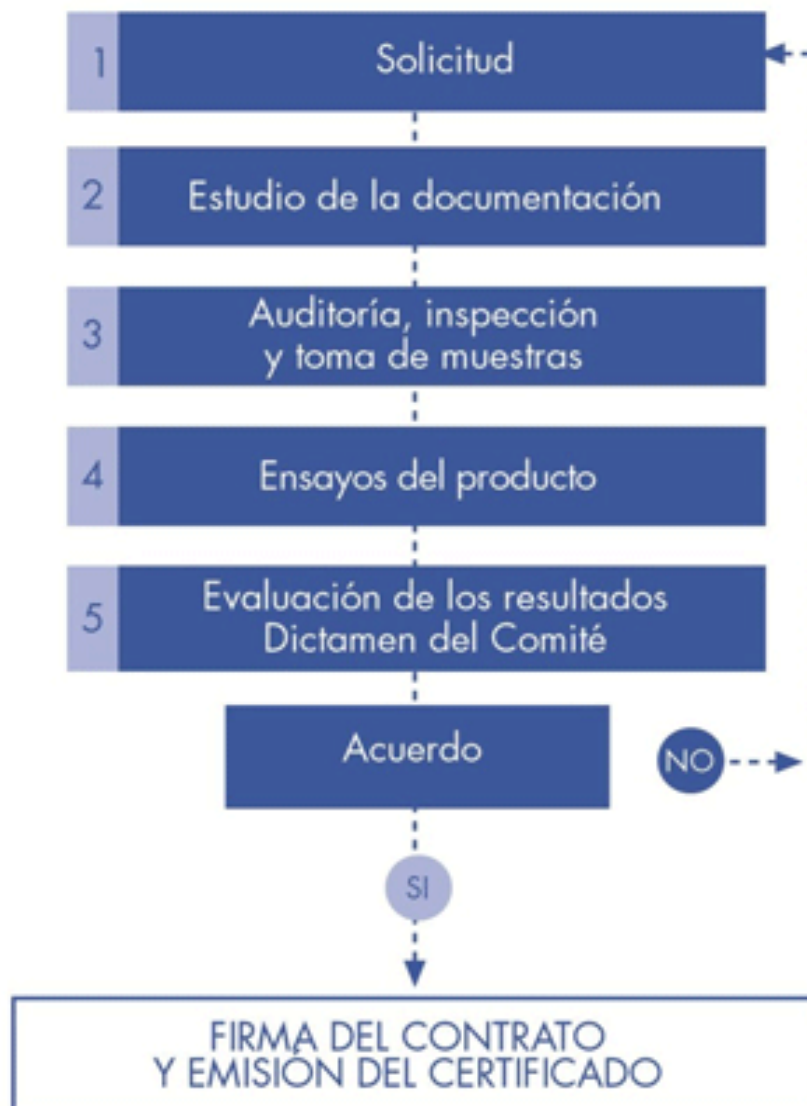 1
Solicitud
2
Estudio de la documentación
3
Auditoría, inspección
y toma de muestras
4
Ensayos del producto
5
Evaluación de los resultados
Dictamen del Comité
Acuerdo
NO
SI
FIRMA DEL CONTRATO
Y EMISIÓN DEL CERTIFICADO